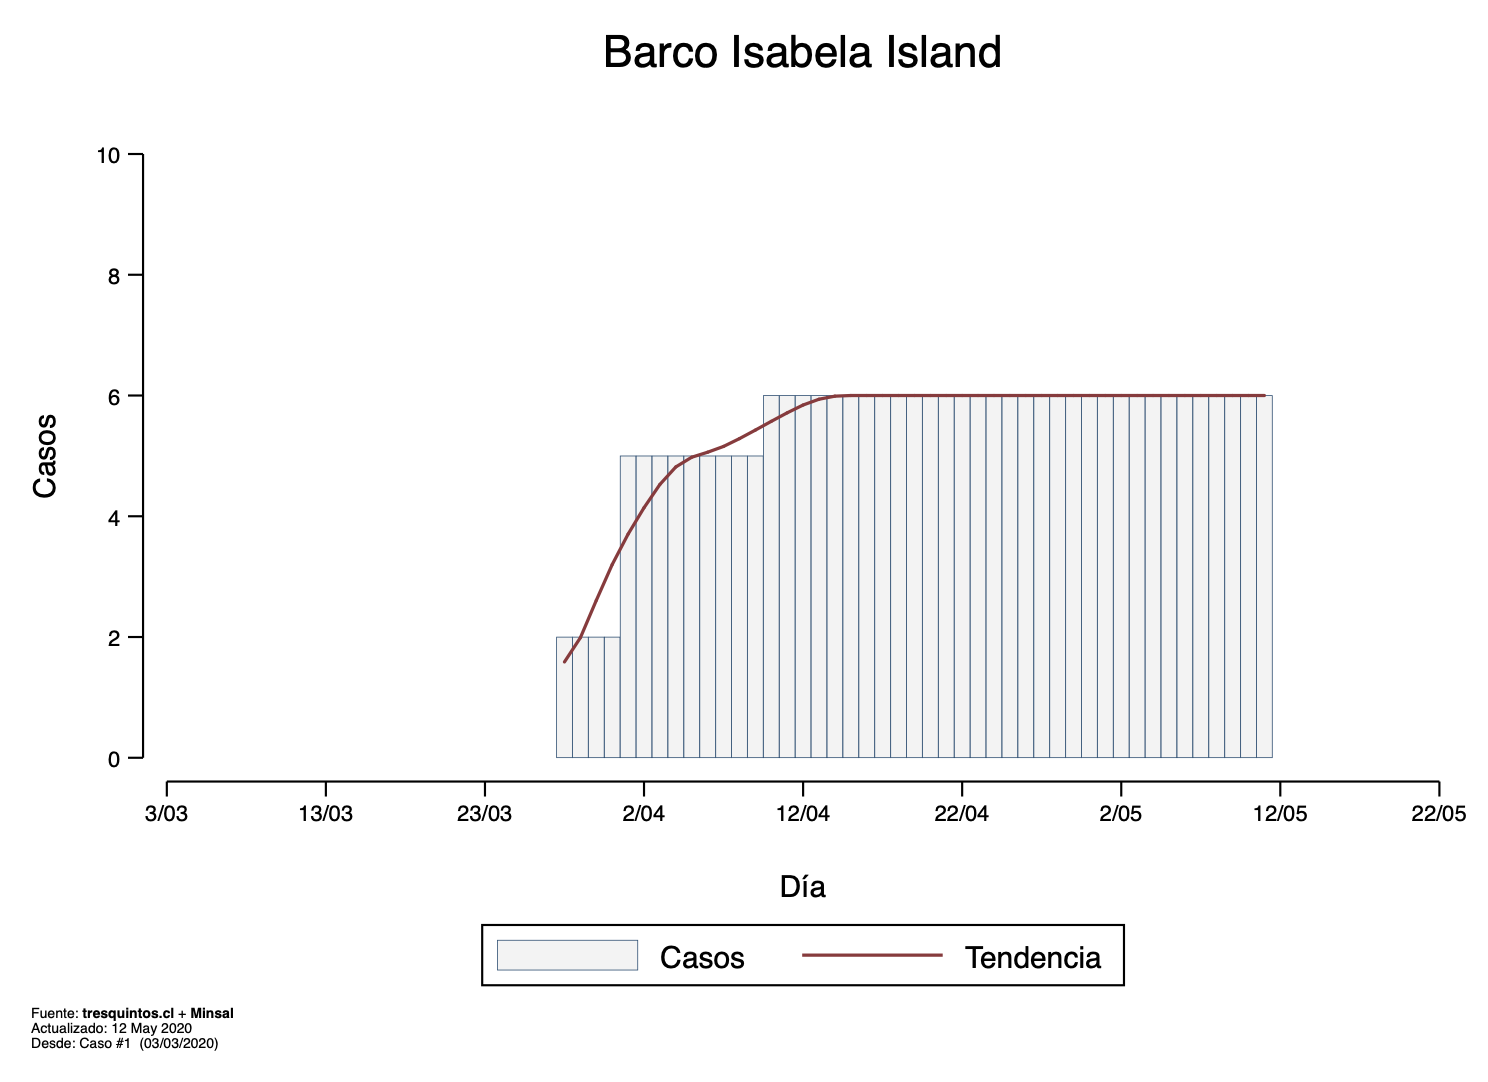 Barco Isabela Island
10
8
6
4
2
0
Casos
3/03 13/03 23/03 2/04 12/04 22/04 2/05 12/05 22/05
Día
Casos Tendencia
Fuente: tresquintos.cl + Minsal
Actualizado: 12 May 2020
Desde: Caso #1 (03/03/2020)